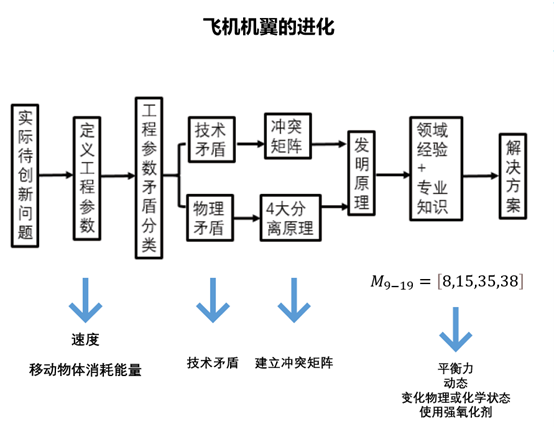 飞机机翼的进化
实际待创新问题
定义工程参数
工程参数矛盾分类
技术
矛盾
冲突
矩阵
物理
矛盾
4大分
离原理
发明原理
领域
经验
+
专业
知识
解决方案
M₉₋₁₉ = [8,15,35,38]
速度
移动物体消耗能量
技术矛盾
建立冲突矩阵
平衡力
动态
变化物理或化学状态
使用强氧化剂